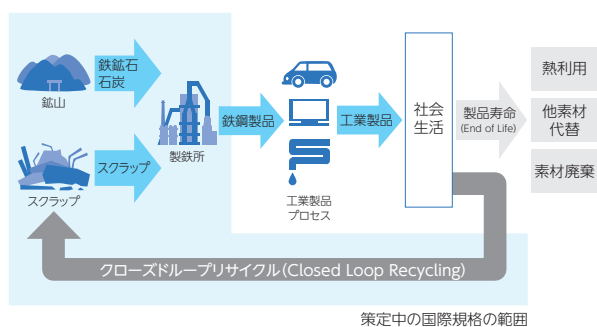 鉄鉱石
石炭
鉱山
スクラップ
スクラップ
製鉄所
鉄鋼製品
工業製品
プロセス
工業製品
社会
生活
製品寿命
(End of Life)
熱利用
他素材
代替
素材廃棄
クローズドループリサイクル(Closed Loop Recycling)
策定中の国際規格の範囲